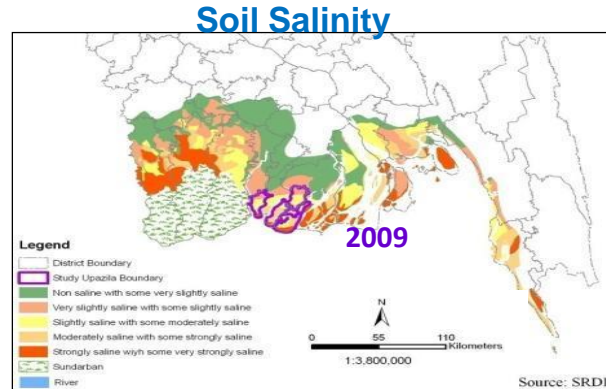 Soil Salinity
2009
Legend
District Boundary
Study Upazila Boundary
Non saline with some very slightly saline
Very slightly saline with some slightly saline
Slightly saline with some moderately saline
Moderately saline with some strongly saline
Strongly saline wiyh some very strongly saline
Sundarban
River
N
0 55 110
Kilometers
1:3,800,000
Source: SRDI